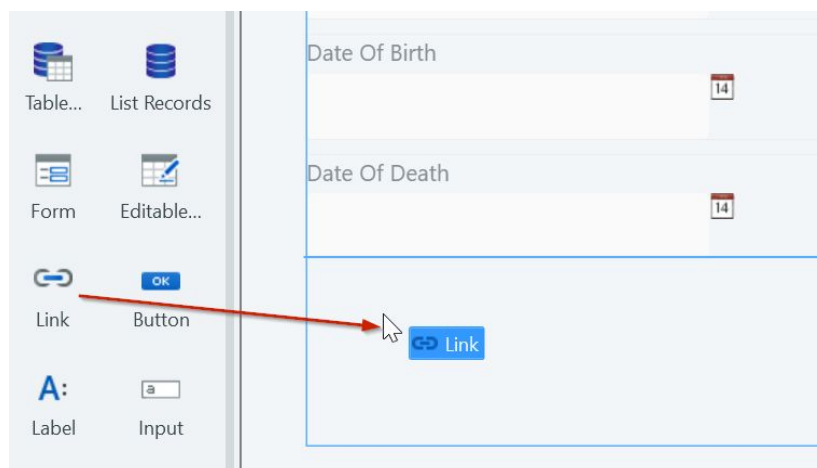 Table...
List Records
Form
Editable...
Link
OK
Button
A:
Label
a
Input
Date Of Birth
14
Date Of Death
14
Link